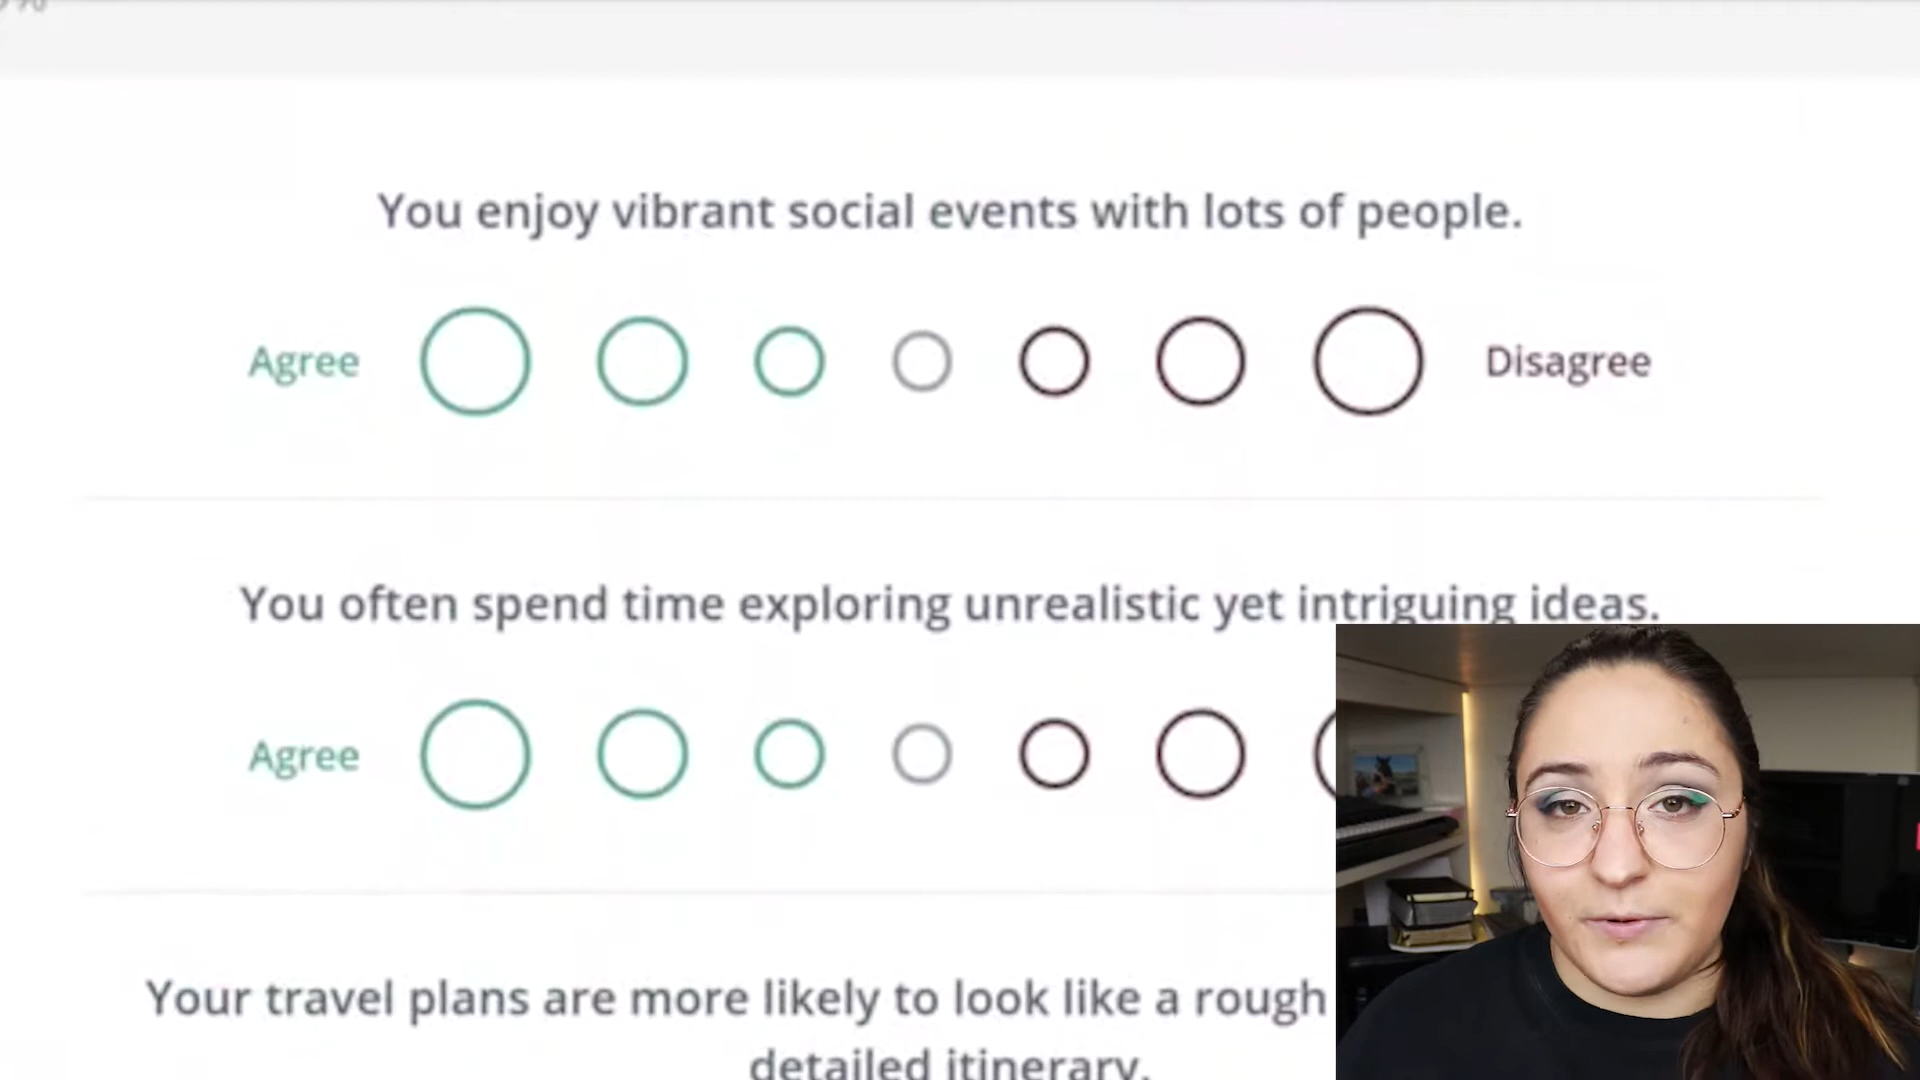 You enjoy vibrant social events with lots of people.
Agree Disagree
You often spend time exploring unrealistic yet intriguing ideas.
Agree
Your travel plans are more likely to look like a rough
detailed itinerary.